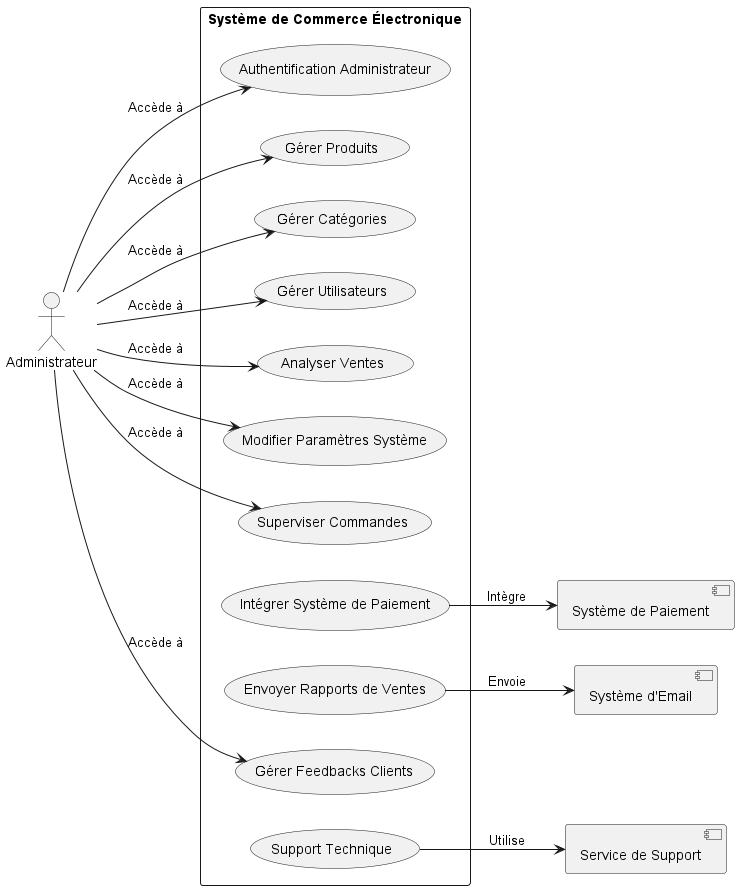 Système de Commerce Électronique
Authentification Administrateur
Accède à
Gérer Produits
Accède à
Gérer Catégories
Accède à
Gérer Utilisateurs
Accède à
Administrateur
Accède à
Analyser Ventes
Accède à
Modifier Paramètres Système
Accède à
Superviser Commandes
Intégrer Système de Paiement
Intègre
Système de Paiement
Accède à
Envoyer Rapports de Ventes
Envoie
Système d'Email
Gérer Feedbacks Clients
Support Technique
Utilise
Service de Support